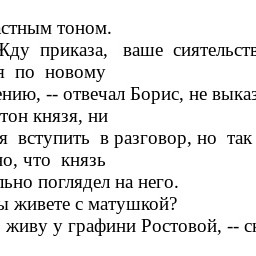 стным тоном.
Жду приказа, ваше сиятельств
я по новому
ению, -- отвечал Борис, не выказ
тон князя, ни
я вступить в разговор, но так
но, что князь
льно поглядел на него.
ы живете с матушкой?
живу у графини Ростовой, -- ск